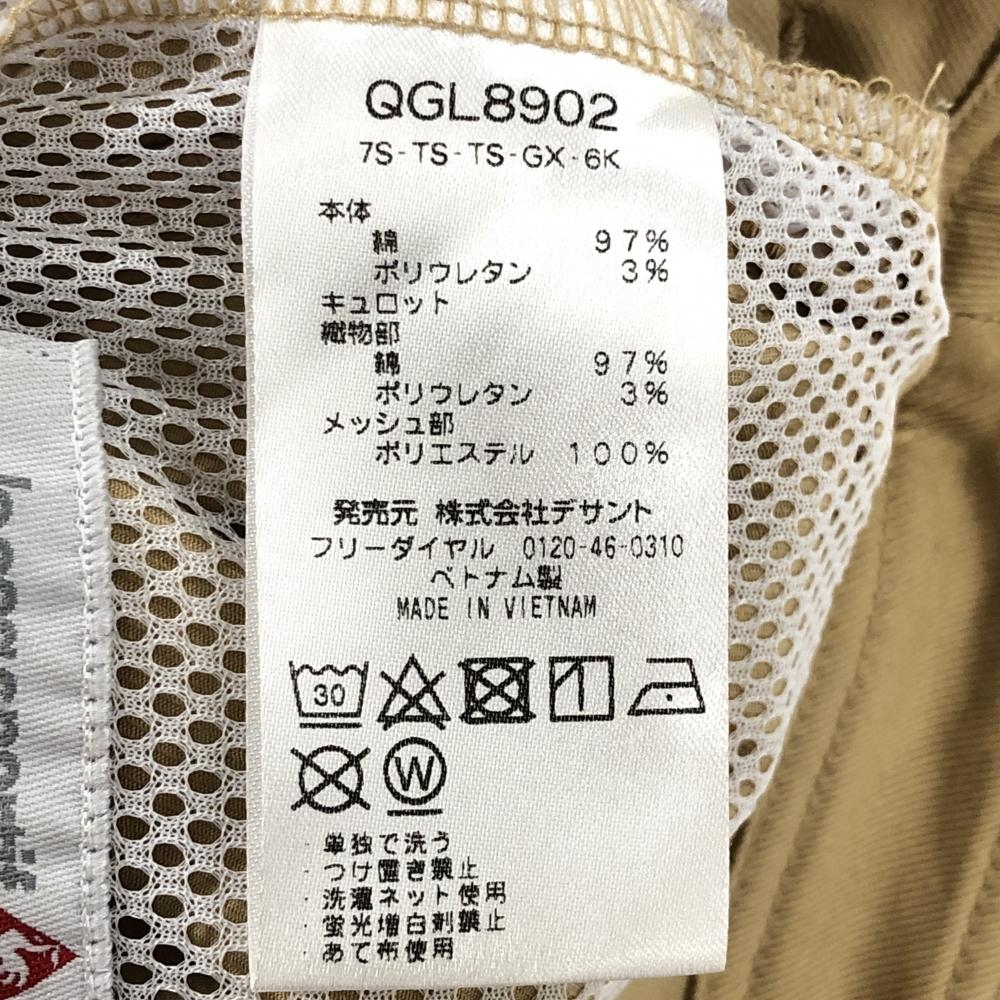 QGL8902
7S-TS-TS-GX-6K
本体
綿 97%
ポリウレタン 3%
キュロット
織物部
綿 97%
ポリウレタン 3%
メッシュ部
ポリエステル 100%
発売元 株式会社デサント
フリーダイヤル 0120-46-0310
ベトナム製
MADE IN VIETNAM
30
W
・単独で洗う
・つけ置き禁止
・洗濯ネット使用
・蛍光増白剤禁止
・あて布使用
le coq sportif